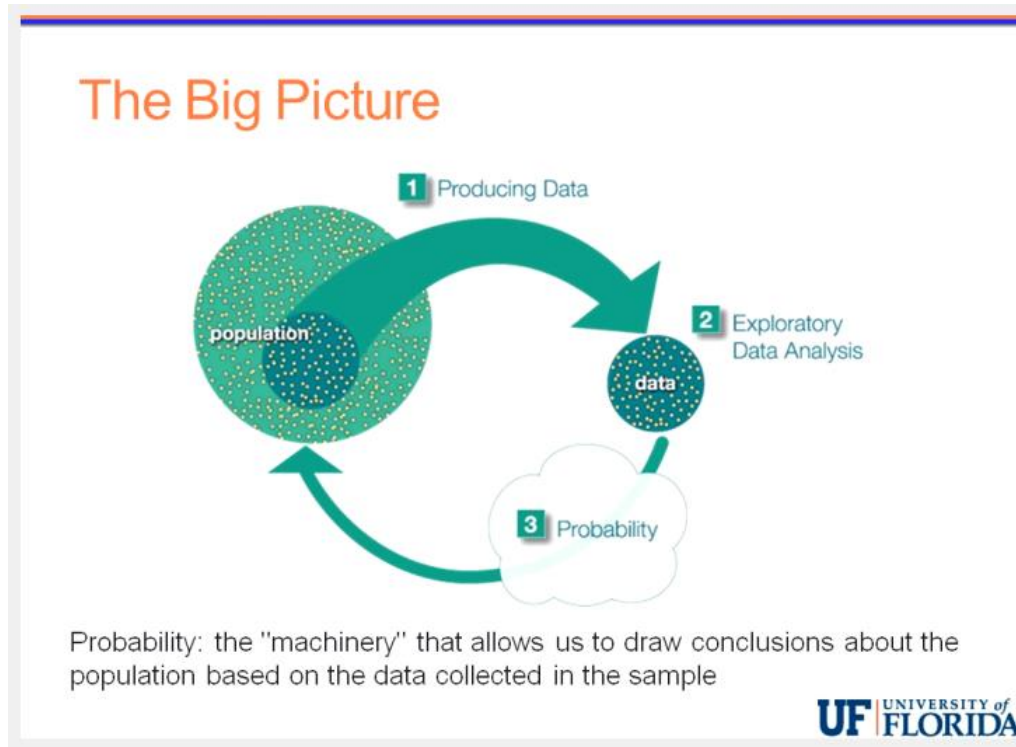 The Big Picture
1 Producing Data
population
2 Exploratory
Data Analysis
data
3 Probability
Probability: the "machinery" that allows us to draw conclusions about the
population based on the data collected in the sample
UF UNIVERSITY of
FLORIDA